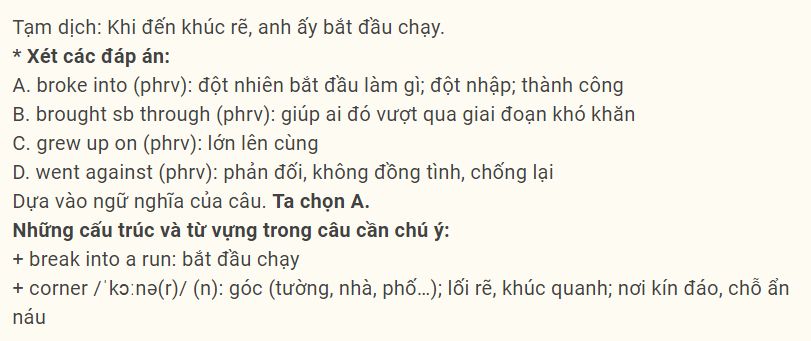 Tạm dịch: Khi đến khúc rẽ, anh ấy bắt đầu chạy.
* Xét các đáp án:
A. broke into (phrv): đột nhiên bắt đầu làm gì; đột nhập; thành công
B. brought sb through (phrv): giúp ai đó vượt qua giai đoạn khó khăn
C. grew up on (phrv): lớn lên cùng
D. went against (phrv): phản đối, không đồng tình, chống lại
Dựa vào ngữ nghĩa của câu. Ta chọn A.
Những cấu trúc và từ vựng trong câu cần chú ý:
+ break into a run: bắt đầu chạy
+ corner /ˈkɔːnə(r)/ (n): góc (tường, nhà, phố…); lối rẽ, khúc quanh; nơi kín đáo, chỗ ẩn
náu